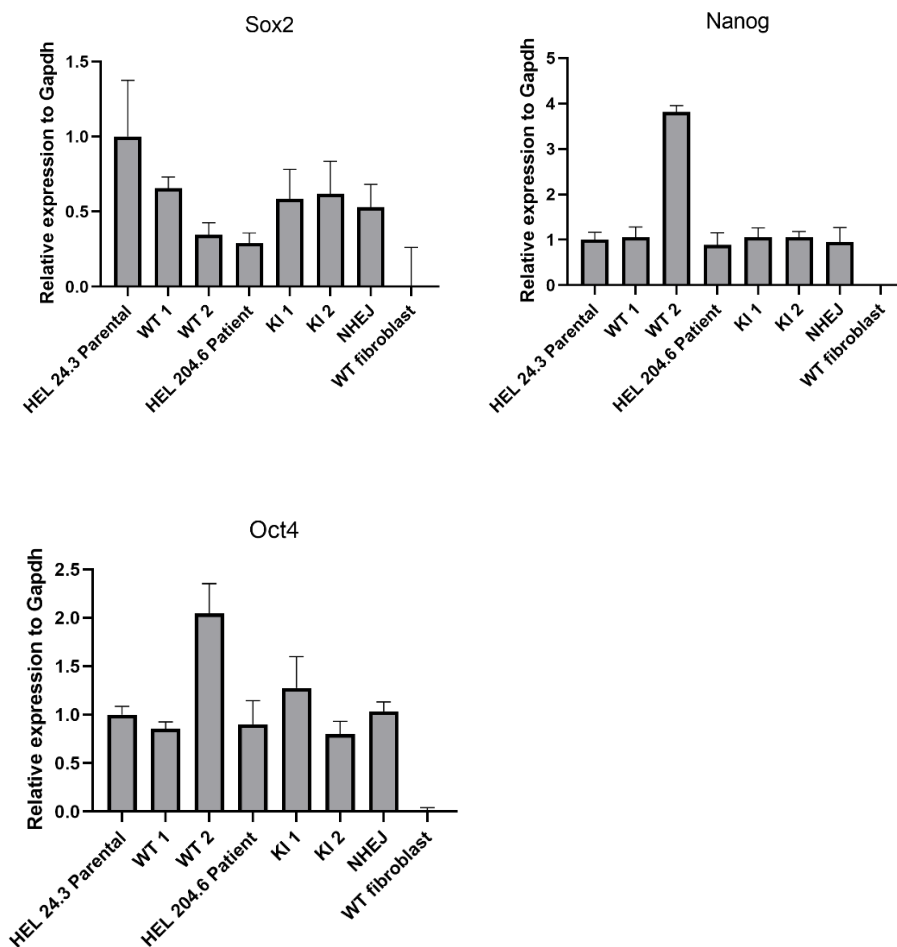 Sox2
Relative expression to Gapdh
1.5
1.0
0.5
0.0
HEL 24.3 Parental
WT 1
WT 2
HEL 204.6 Patient
KI 1
KI 2
NHEJ
WT fibroblast
Nanog
Relative expression to Gapdh
5
4
3
2
1
0
HEL 24.3 Parental
WT 1
WT 2
HEL 204.6 Patient
KI 1
KI 2
NHEJ
WT fibroblast
Oct4
Relative expression to Gapdh
2.5
2.0
1.5
1.0
0.5
0.0
HEL 24.3 Parental
WT 1
WT 2
HEL 204.6 Patient
KI 1
KI 2
NHEJ
WT fibroblast